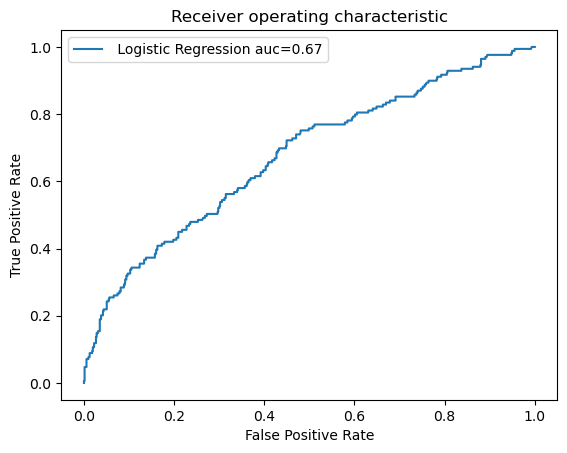 Receiver operating characteristic
Logistic Regression auc=0.67
True Positive Rate
1.0
0.8
0.6
0.4
0.2
0.0
0.0 0.2 0.4 0.6 0.8 1.0
False Positive Rate